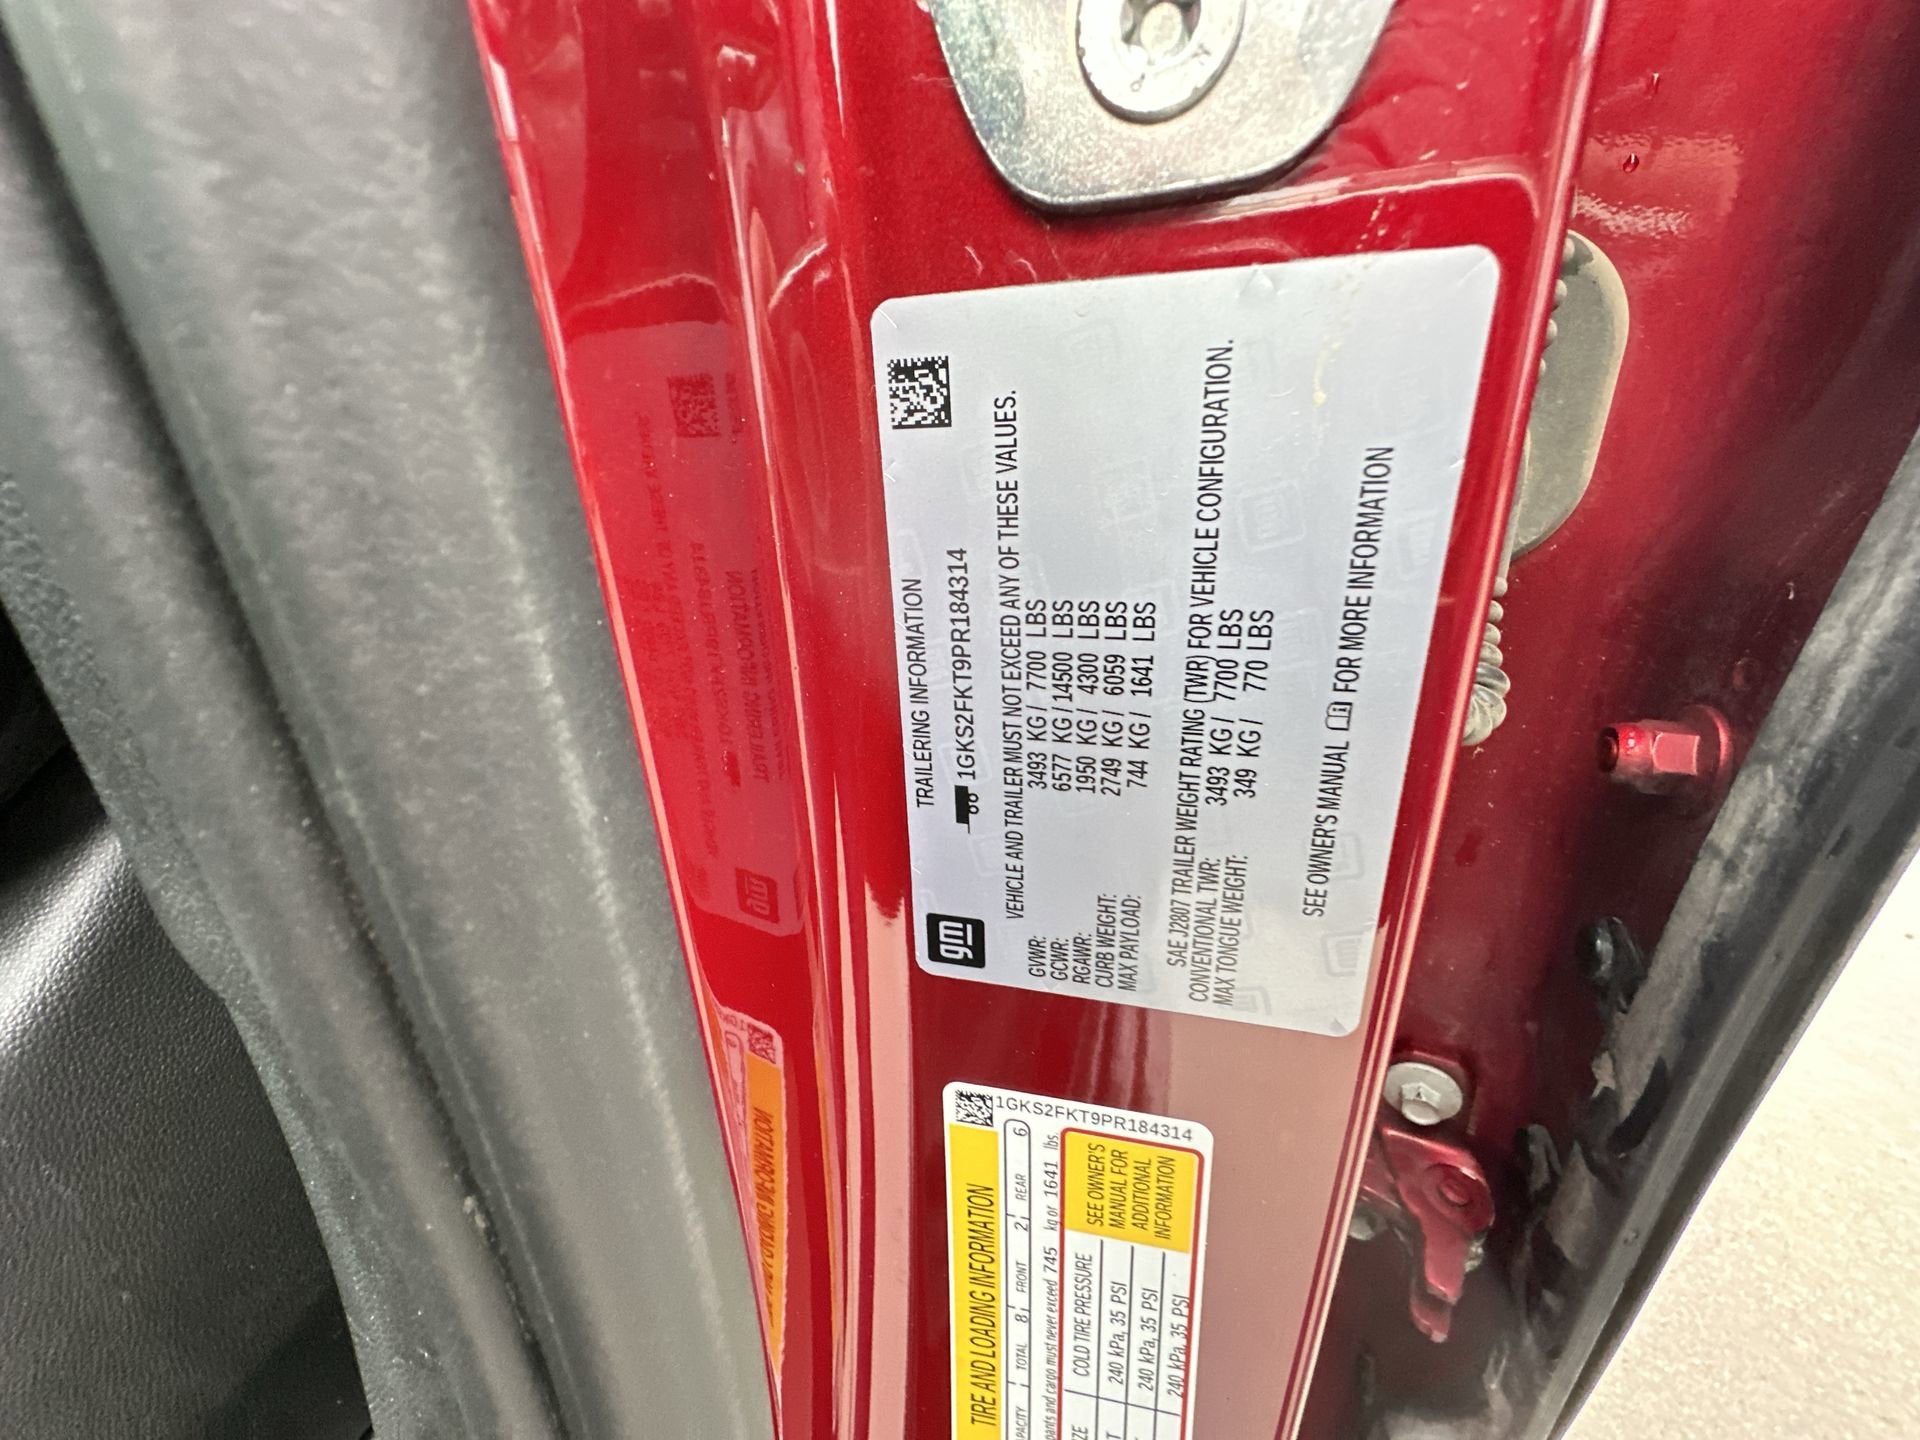 TRAILERING INFORMATION
1GKS2FKT9PR184314
gm
VEHICLE AND TRAILER MUST NOT EXCEED ANY OF THESE VALUES.
GVWR: 3493 KG / 7700 LBS
GCWR: 6577 KG / 14500 LBS
RGAWR: 1950 KG / 4300 LBS
CURB WEIGHT: 2749 KG / 6059 LBS
MAX PAYLOAD: 744 KG / 1641 LBS
SAE J2807 TRAILER WEIGHT RATING (TWR) FOR VEHICLE CONFIGURATION.
CONVENTIONAL TWR: 3493 KG / 7700 LBS
MAX TONGUE WEIGHT: 349 KG / 770 LBS
SEE OWNER'S MANUAL FOR MORE INFORMATION
1GKS2FKT9PR184314
TIRE AND LOADING INFORMATION
TOTAL 8 FRONT 2 REAR 6
and cargo must never exceed 745 kg or 1641 lbs.
COLD TIRE PRESSURE
240 kPa, 35 PSI
240 kPa, 35 PSI
240 kPa, 35 PSI
SEE OWNER'S
MANUAL FOR
ADDITIONAL
INFORMATION